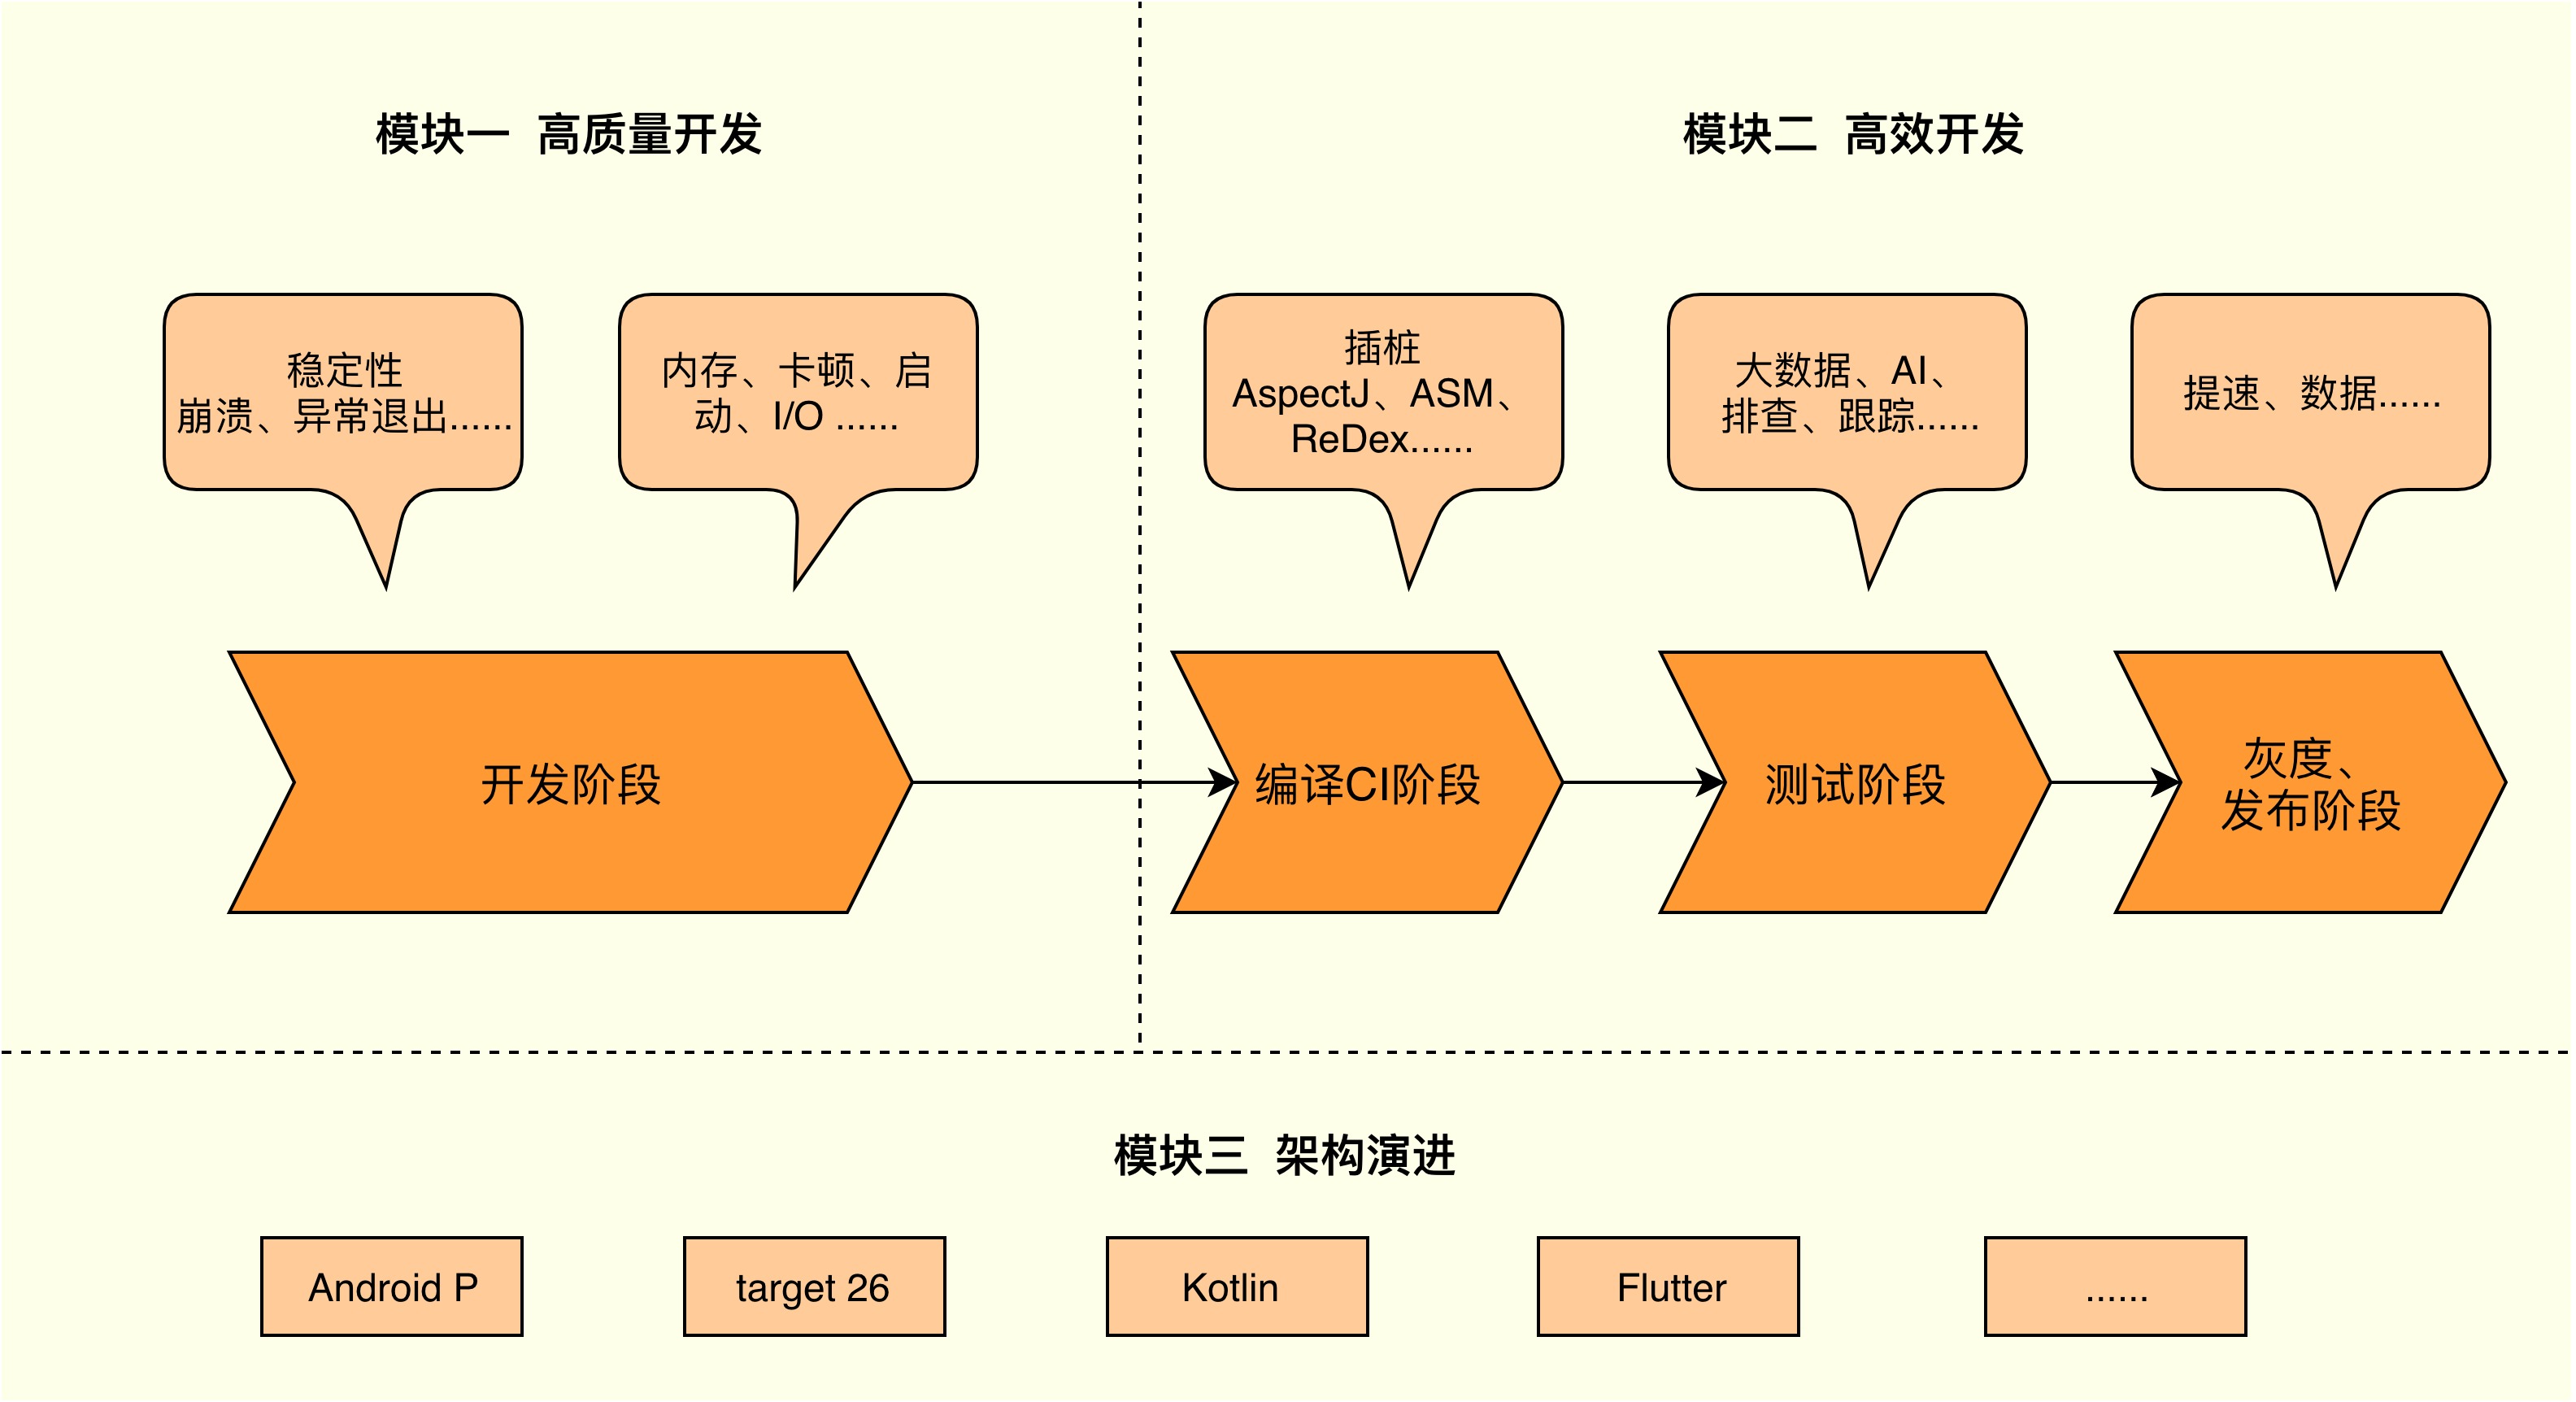 模块一 高质量开发
模块二 高效开发
稳定性
崩溃、异常退出......
内存、卡顿、启
动、I/O ......
插桩
AspectJ、ASM、
ReDex......
大数据、AI、
排查、跟踪......
提速、数据......
开发阶段
编译CI阶段
测试阶段
灰度、
发布阶段
模块三 架构演进
Android P
target 26
Kotlin
Flutter
......